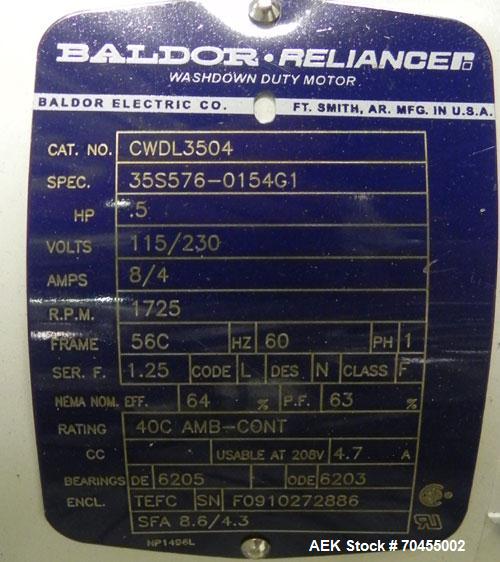 BALDOR • RELIANCER
WASHDOWN DUTY MOTOR
BALDOR ELECTRIC CO. FT. SMITH, AR. MFG. IN U.S.A.
CAT. NO. CWDL3504
SPEC. 35S576-0154G1
HP .5
VOLTS 115/230
AMPS 8/4
R.P.M. 1725
FRAME 56C HZ 60 PH 1
SER. F. 1.25 CODE L DES N CLASS F
NEMA NOM. EFF. 64 % P.F. 63 %
RATING 40C AMB-CONT
CC USABLE AT 208V 4.7 A
BEARINGS DE 6205 ODE 6203
ENCL. TEFC SN F0910272886
SFA 8.6/4.3
NP1496L
AEK Stock # 70455002